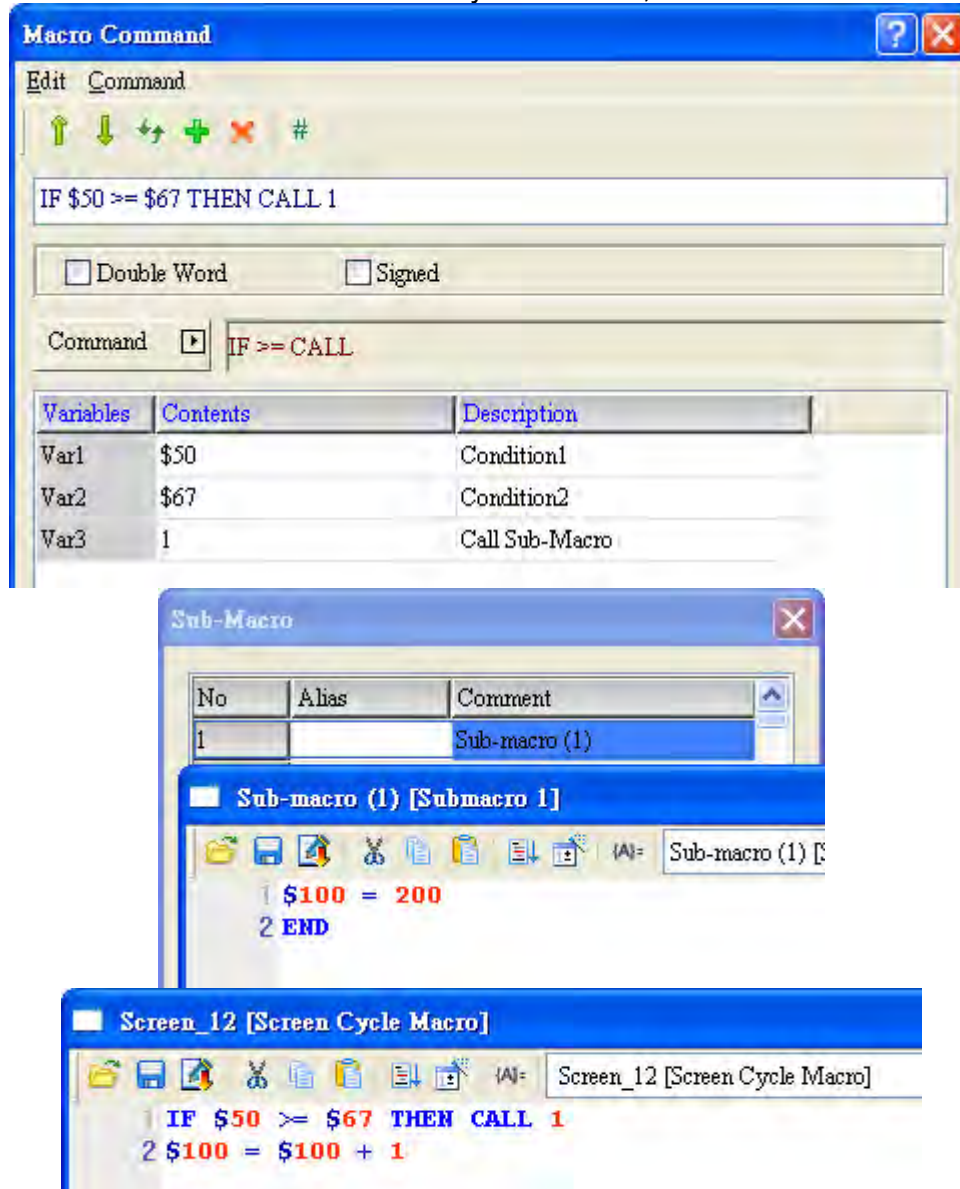 Macro Command
Edit Command
#
IF $50 >= $67 THEN CALL 1
Double Word Signed
Command IF >= CALL
Variables Contents Description
Var1 $50 Condition1
Var2 $67 Condition2
Var3 1 Call Sub-Macro
Sub-Macro
No Alias Comment
1 Sub-macro (1)
Sub-macro (1) [Submacro 1]
{A}= Sub-macro (1) [S
1 $100 = 200
2 END
Screen_12 [Screen Cycle Macro]
{A}= Screen_12 [Screen Cycle Macro]
1 IF $50 >= $67 THEN CALL 1
2 $100 = $100 + 1